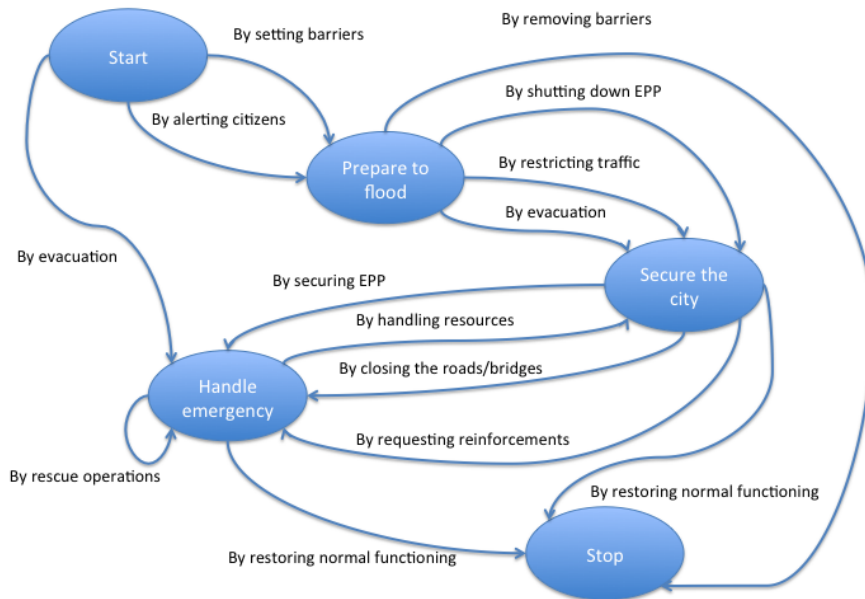 By removing barriers
By setting barriers
Start
By shutting down EPP
By alerting citizens
Prepare to
flood
By restricting traffic
By evacuation
By evacuation
By securing EPP
Secure the
city
By handling resources
By closing the roads/bridges
Handle
emergency
By requesting reinforcements
By rescue operations
By restoring normal functioning
By restoring normal functioning
Stop